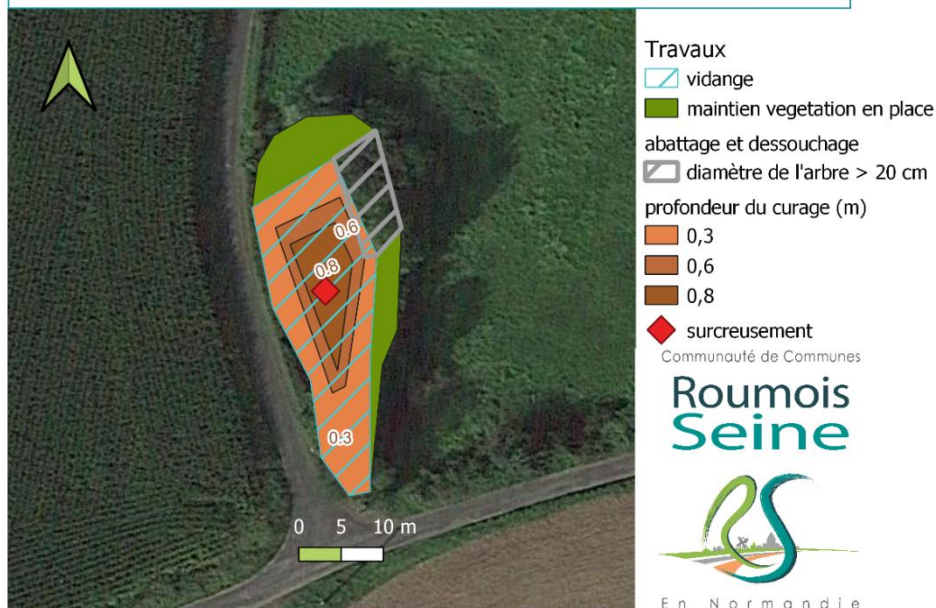 Travaux
vidange
maintien vegetation en place
abattage et dessouchage
diamètre de l'arbre > 20 cm
profondeur du curage (m)
0,3
0,6
0,8
surcreusement
Communauté de Communes
Roumois
Seine
En Normandie
0.6
0.8
0.3
0 5 10 m